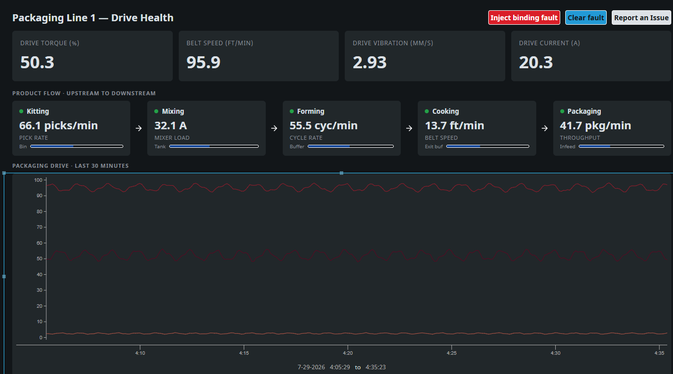 Packaging Line 1 — Drive Health
Inject binding fault
Clear fault
Report an Issue
DRIVE TORQUE (%)
50.3
BELT SPEED (FT/MIN)
95.9
DRIVE VIBRATION (MM/S)
2.93
DRIVE CURRENT (A)
20.3
PRODUCT FLOW · UPSTREAM TO DOWNSTREAM
Kitting
66.1 picks/min
PICK RATE
Bin
→
Mixing
32.1 A
MIXER LOAD
Tank
→
Forming
55.5 cyc/min
CYCLE RATE
Buffer
→
Cooking
13.7 ft/min
BELT SPEED
Exit buf
→
Packaging
41.7 pkg/min
THROUGHPUT
Infeed
PACKAGING DRIVE · LAST 30 MINUTES
100
90
80
70
60
50
40
30
20
10
0
4:10
4:15
4:20
4:25
4:30
4:35
7-29-2026 4:05:29 to 4:35:23